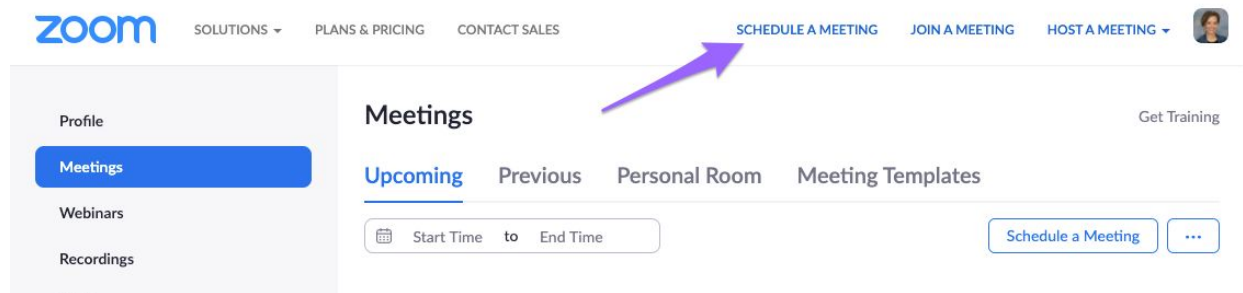 zoom SOLUTIONS PLANS & PRICING CONTACT SALES SCHEDULE A MEETING JOIN A MEETING HOST A MEETING
Profile
Meetings
Webinars
Recordings
Meetings Get Training
Upcoming Previous Personal Room Meeting Templates
Start Time to End Time Schedule a Meeting ...